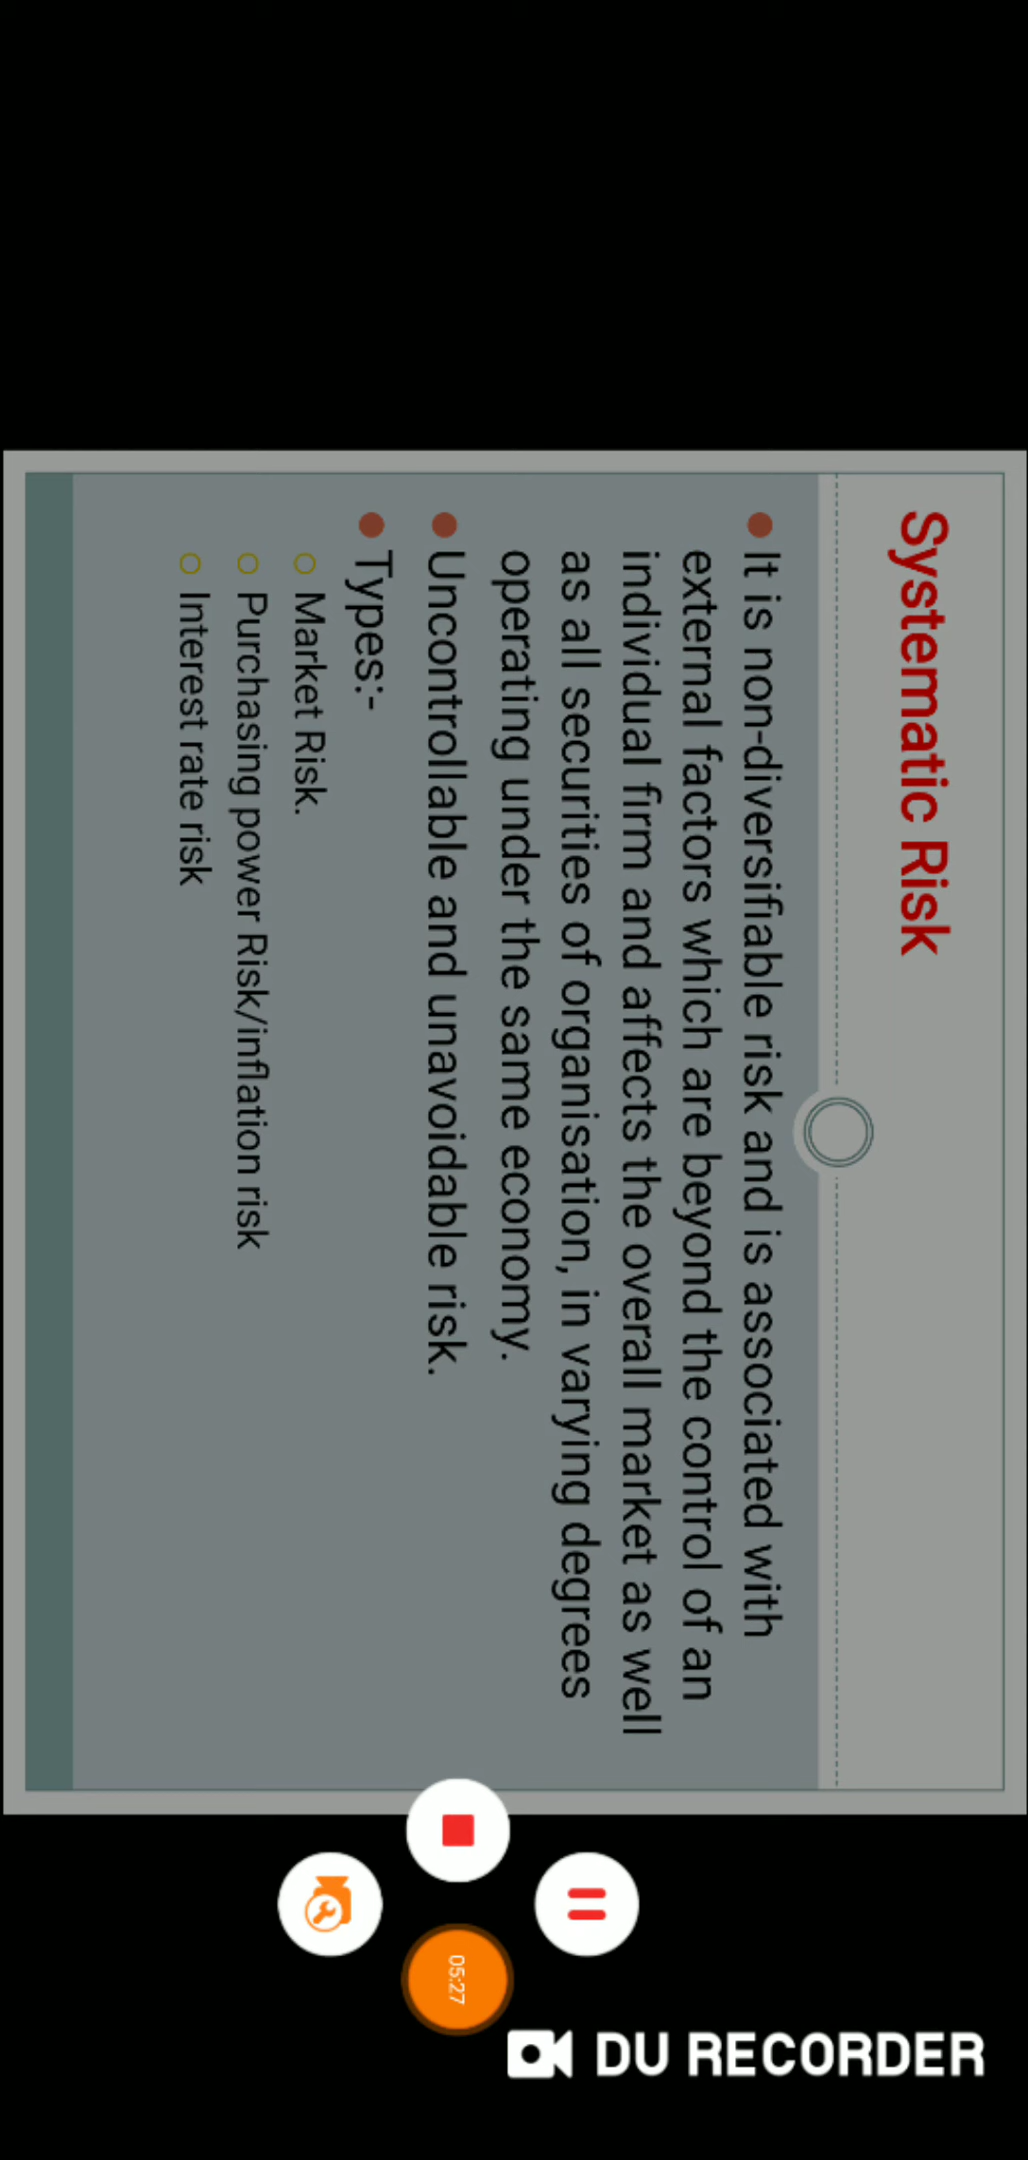 Systematic Risk
It is non-diversifiable risk and is associated with
external factors which are beyond the control of an
individual firm and affects the overall market as well
as all securities of organisation, in varying degrees
operating under the same economy.
Uncontrollable and unavoidable risk.
Types:-
Market Risk.
Purchasing power Risk/inflation risk
Interest rate risk
05:27
DU RECORDER